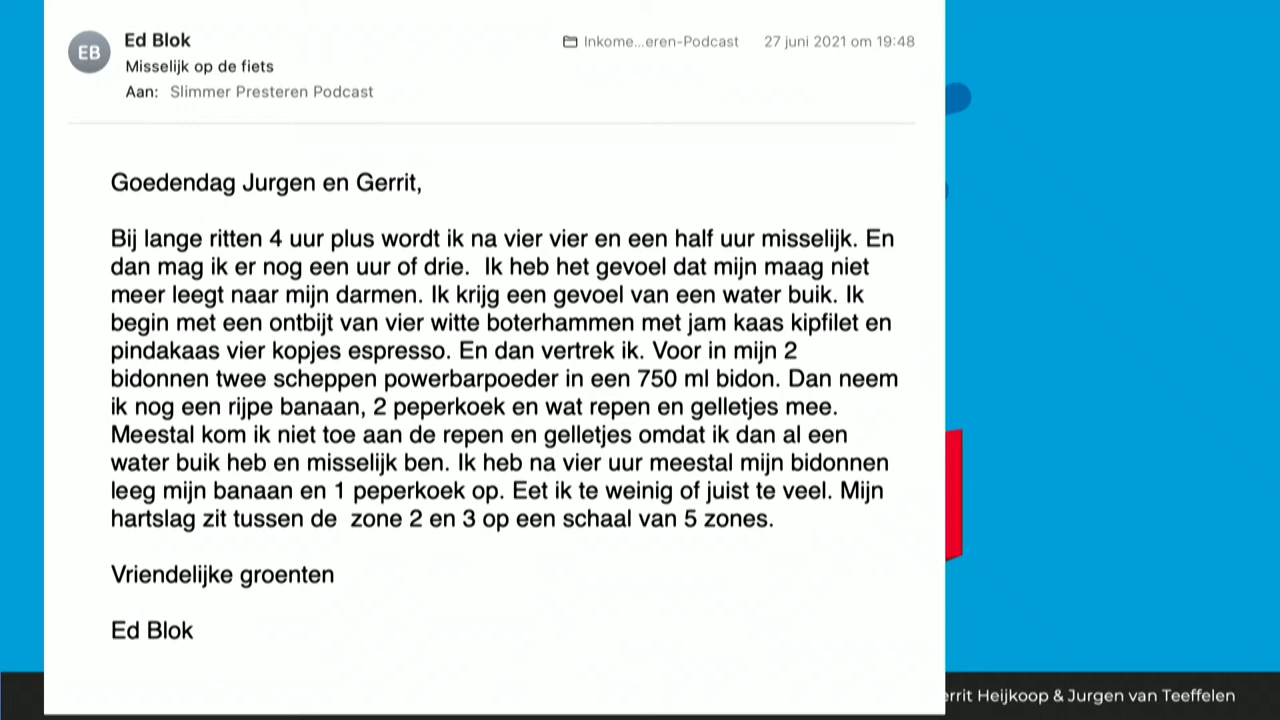 EB
Ed Blok
Inkome...eren-Podcast 27 juni 2021 om 19:48
Misselijk op de fiets
Aan: Slimmer Presteren Podcast
Goedendag Jurgen en Gerrit,
Bij lange ritten 4 uur plus wordt ik na vier vier en een half uur misselijk. En
dan mag ik er nog een uur of drie. Ik heb het gevoel dat mijn maag niet
meer leegt naar mijn darmen. Ik krijg een gevoel van een water buik. Ik
begin met een ontbijt van vier witte boterhammen met jam kaas kipfilet en
pindakaas vier kopjes espresso. En dan vertrek ik. Voor in mijn 2
bidonnen twee scheppen powerbarpoeder in een 750 ml bidon. Dan neem
ik nog een rijpe banaan, 2 peperkoek en wat repen en gelletjes mee.
Meestal kom ik niet toe aan de repen en gelletjes omdat ik dan al een
water buik heb en misselijk ben. Ik heb na vier uur meestal mijn bidonnen
leeg mijn banaan en 1 peperkoek op. Eet ik te weinig of juist te veel. Mijn
hartslag zit tussen de zone 2 en 3 op een schaal van 5 zones.
Vriendelijke groenten
Ed Blok
errit Heijkoop & Jurgen van Teeffelen